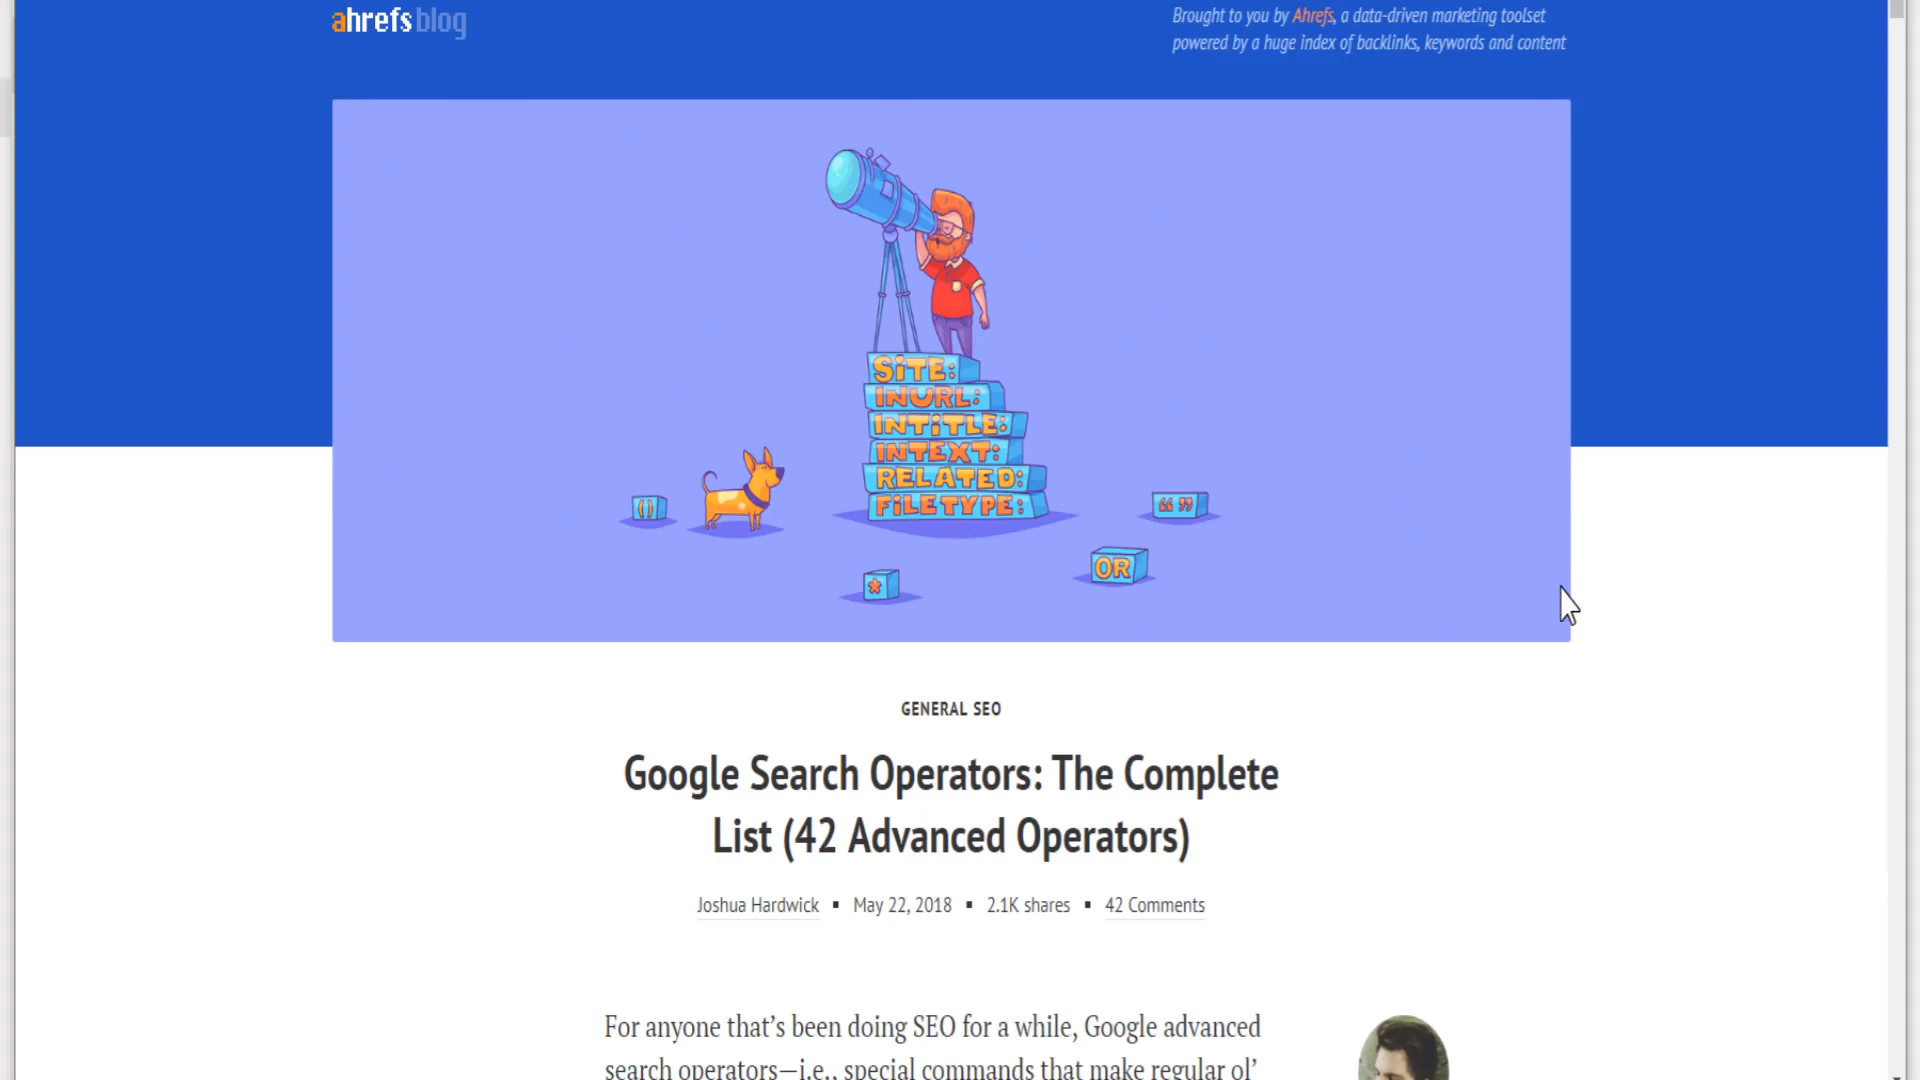 ahrefsblog
Brought to you by Ahrefs, a data-driven marketing toolset
powered by a huge index of backlinks, keywords and content
SITE:
INURL:
INTITLE:
INTEXT:
RELATED:
FILETYPE:
()
“ ”
OR
*
GENERAL SEO
Google Search Operators: The Complete
List (42 Advanced Operators)
Joshua Hardwick ▪ May 22, 2018 ▪ 2.1K shares ▪ 42 Comments
For anyone that’s been doing SEO for a while, Google advanced
search operators—i.e., special commands that make regular ol’